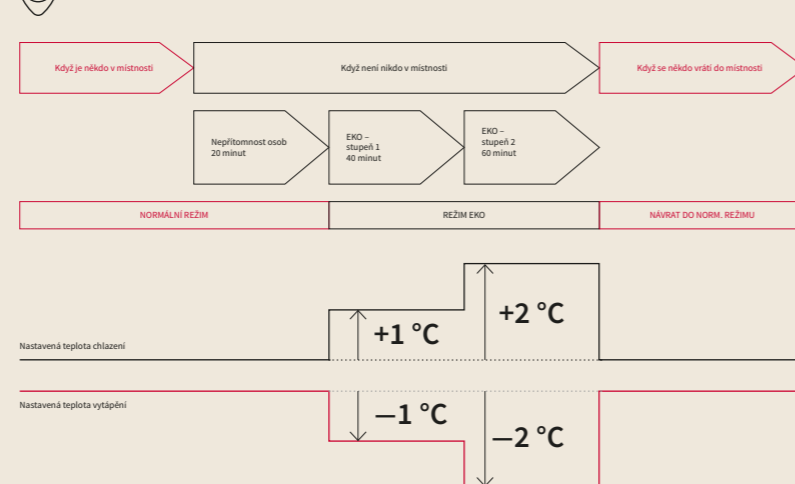 Když je někdo v místnosti
Když není nikdo v místnosti
Když se někdo vrátí do místnosti
Nepřítomnost osob
20 minut
EKO –
stupeň 1
40 minut
EKO –
stupeň 2
60 minut
NORMÁLNÍ REŽIM
REŽIM EKO
NÁVRAT DO NORM. REŽIMU
+1 °C
+2 °C
Nastavená teplota chlazení
Nastavená teplota vytápění
—1 °C
—2 °C